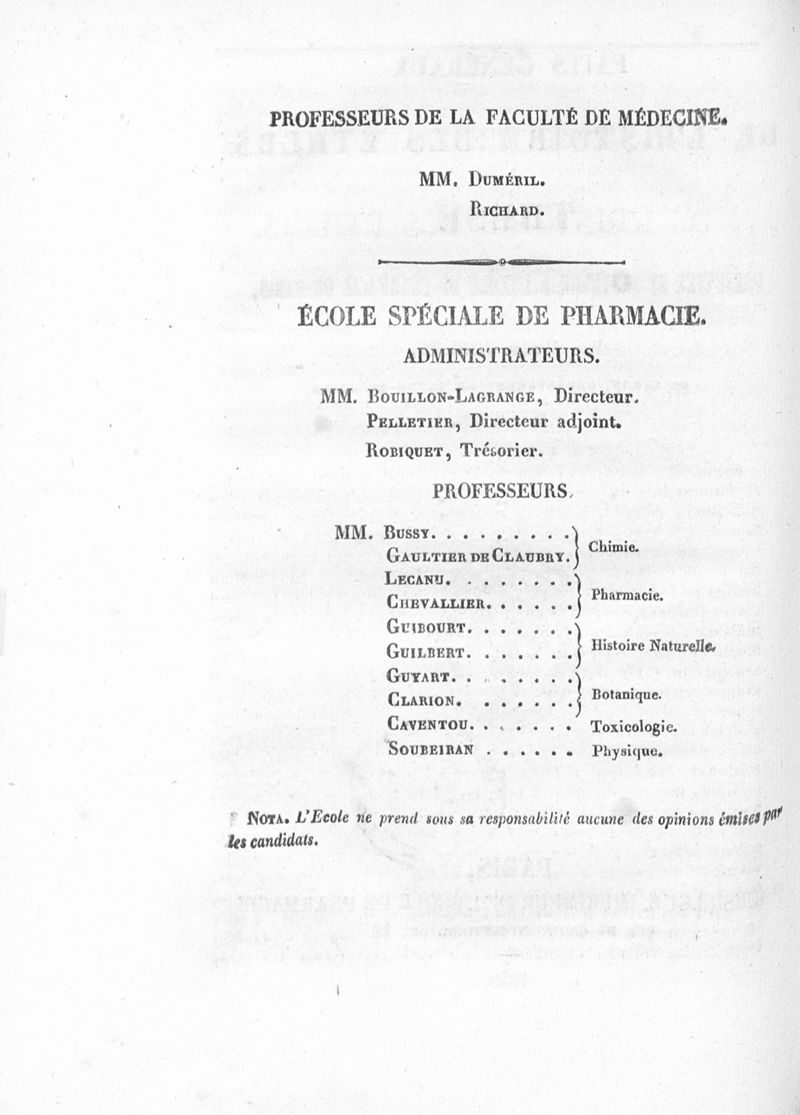 PROFESSEURS DE LA FACULTÉ DE MÉDECINE.
MM. DUMÉRIL.
RICHARD.
ÉCOLE SPÉCIALE DE PHARMACIE.
ADMINISTRATEURS.
MM. BOUILLON-LAGRANGE, Directeur.
PELLETIER, Directeur adjoint.
ROBIQUET, Trésorier.
PROFESSEURS.
MM. BUSSY. . . . . . . . .
GAULTIER DE CLAUBRY.
Chimie.
LECANU. . . . . . . .
CHEVALLIER. . . . . .
Pharmacie.
GUIBOURT. . . . . . .
GUILBERT. . . . . . .
Histoire Naturelle.
GUYART. . . . . . . .
CLARION. . . . . . .
Botanique.
CAVENTOU. . . . . . . Toxicologie.
SOUBEIRAN . . . . . . Physique.
NOTA. L'Ecole ne prend sous sa responsabilité aucune des opinions émises par
les candidats.